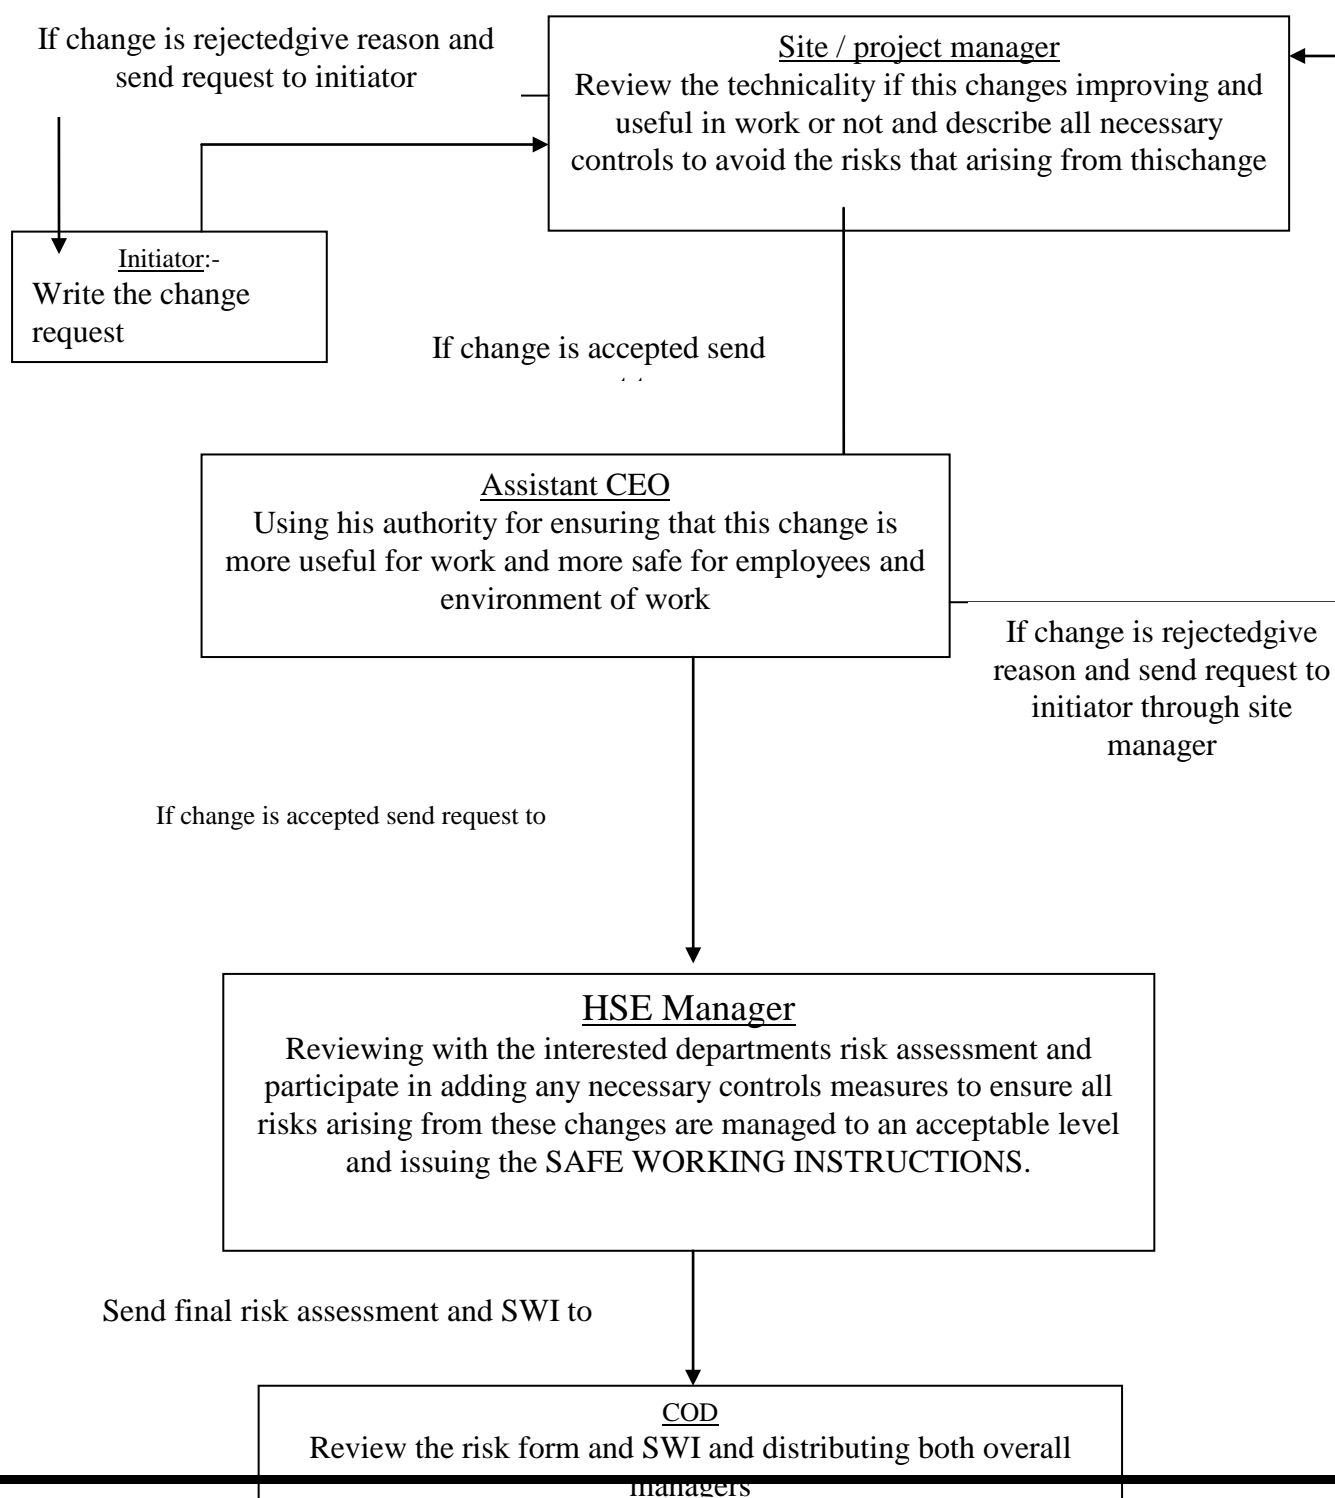 If change is rejectedgive reason and
send request to initiator
Site / project manager
Review the technicality if this changes improving and
useful in work or not and describe all necessary
controls to avoid the risks that arising from thischange
Initiator:-
Write the change
request
If change is accepted send
Assistant CEO
Using his authority for ensuring that this change is
more useful for work and more safe for employees and
environment of work
If change is rejectedgive
reason and send request to
initiator through site
manager
If change is accepted send request to
HSE Manager
Reviewing with the interested departments risk assessment and
participate in adding any necessary controls measures to ensure all
risks arising from these changes are managed to an acceptable level
and issuing the SAFE WORKING INSTRUCTIONS.
Send final risk assessment and SWI to
COD
Review the risk form and SWI and distributing both overall
managers